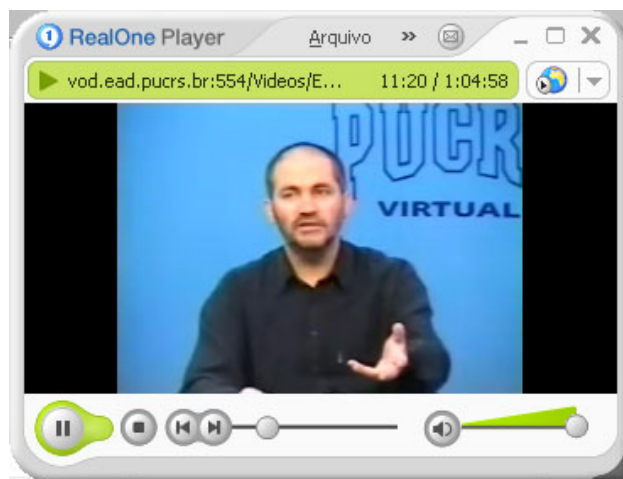 RealOne Player Arquivo »
vod.ead.pucrs.br:554/Videos/E... 11:20 / 1:04:58
PUCR
VIRTUAL